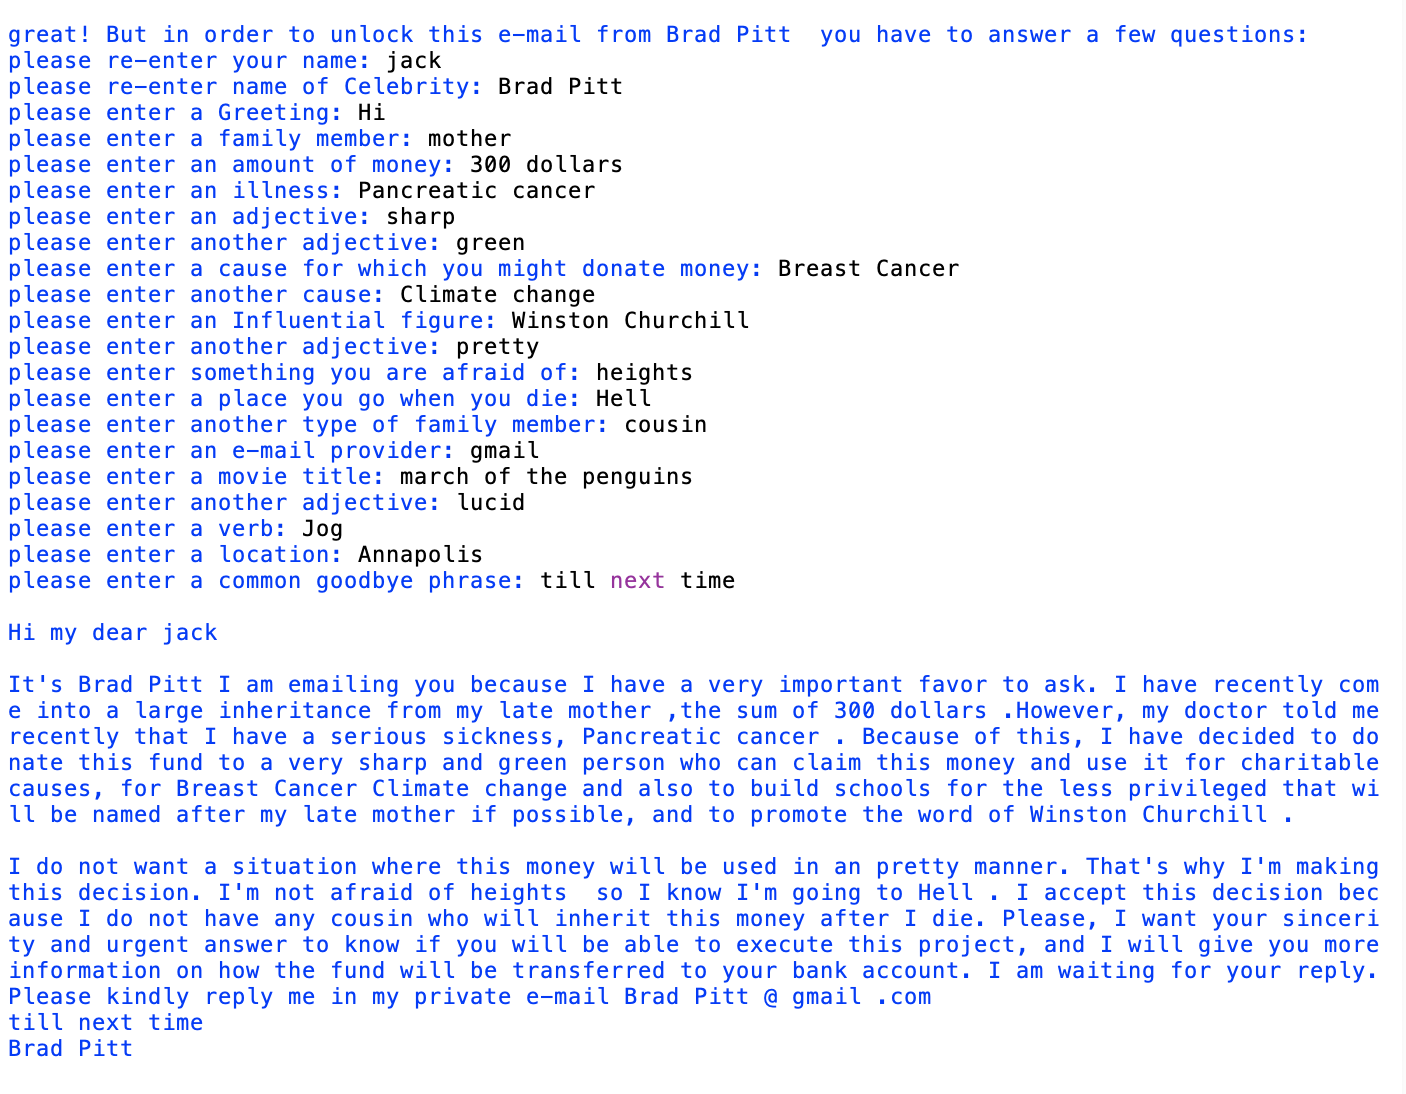 great! But in order to unlock this e-mail from Brad Pitt  you have to answer a few questions:
please re-enter your name: jack
please re-enter name of Celebrity: Brad Pitt
please enter a Greeting: Hi
please enter a family member: mother
please enter an amount of money: 300 dollars
please enter an illness: Pancreatic cancer
please enter an adjective: sharp
please enter another adjective: green
please enter a cause for which you might donate money: Breast Cancer
please enter another cause: Climate change
please enter an Influential figure: Winston Churchill
please enter another adjective: pretty
please enter something you are afraid of: heights
please enter a place you go when you die: Hell
please enter another type of family member: cousin
please enter an e-mail provider: gmail
please enter a movie title: march of the penguins
please enter another adjective: lucid
please enter a verb: Jog
please enter a location: Annapolis
please enter a common goodbye phrase: till next time
Hi my dear jack
It's Brad Pitt I am emailing you because I have a very important favor to ask. I have recently com
e into a large inheritance from my late mother ,the sum of 300 dollars .However, my doctor told me
recently that I have a serious sickness, Pancreatic cancer . Because of this, I have decided to do
nate this fund to a very sharp and green person who can claim this money and use it for charitable
causes, for Breast Cancer Climate change and also to build schools for the less privileged that wi
ll be named after my late mother if possible, and to promote the word of Winston Churchill .
I do not want a situation where this money will be used in an pretty manner. That's why I'm making
this decision. I'm not afraid of heights  so I know I'm going to Hell . I accept this decision bec
ause I do not have any cousin who will inherit this money after I die. Please, I want your sinceri
ty and urgent answer to know if you will be able to execute this project, and I will give you more
information on how the fund will be transferred to your bank account. I am waiting for your reply.
Please kindly reply me in my private e-mail Brad Pitt @ gmail .com
till next time
Brad Pitt